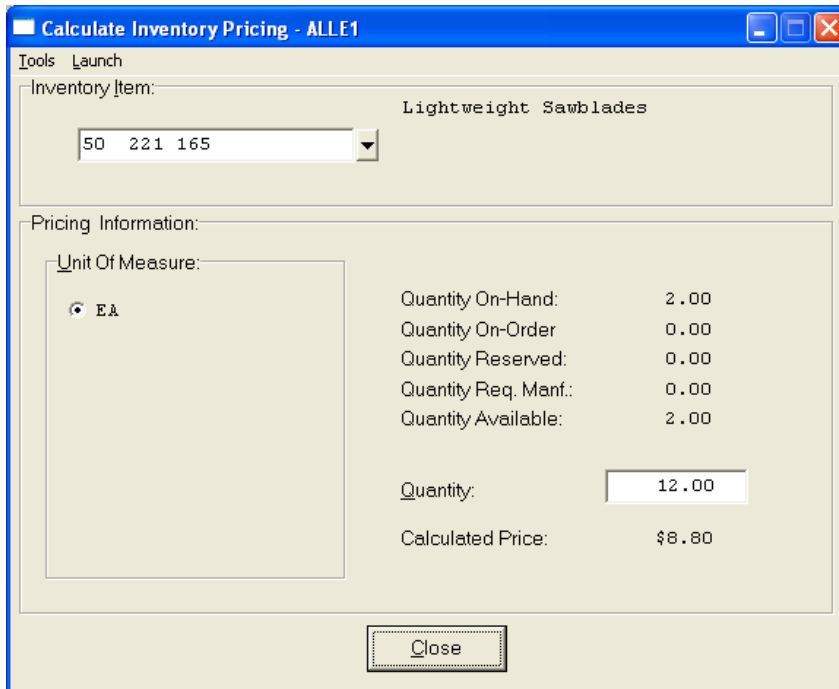 Calculate Inventory Pricing - ALLE1
Tools Launch
Inventory Item:
Lightweight Sawblades
50 221 165
Pricing Information:
Unit Of Measure:
EA
Quantity On-Hand: 2.00
Quantity On-Order 0.00
Quantity Reserved: 0.00
Quantity Req. Manf.: 0.00
Quantity Available: 2.00
Quantity: 12.00
Calculated Price: $8.80
Close